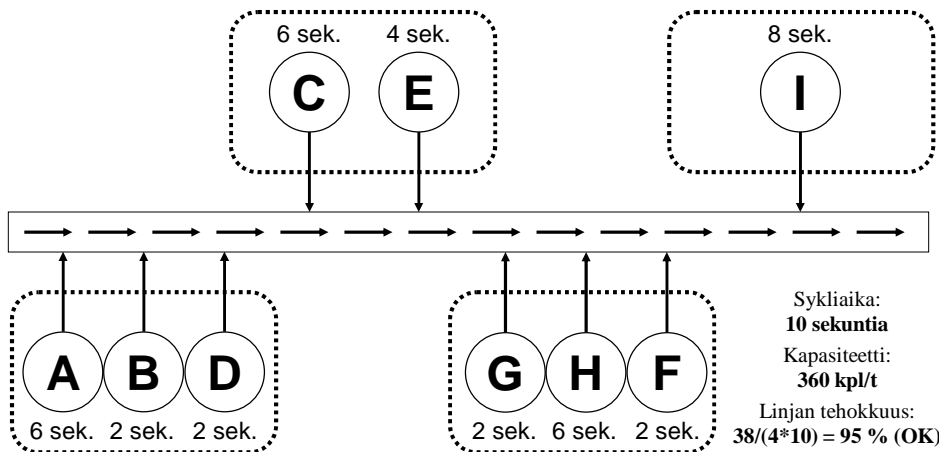 6 sek. 4 sek. 8 sek.
C E I
A B D G H F
6 sek. 2 sek. 2 sek. 2 sek. 6 sek. 2 sek.
Sykliaika:
10 sekuntia
Kapasiteetti:
360 kpl/t
Linjan tehokkuus:
38/(4*10) = 95 % (OK)